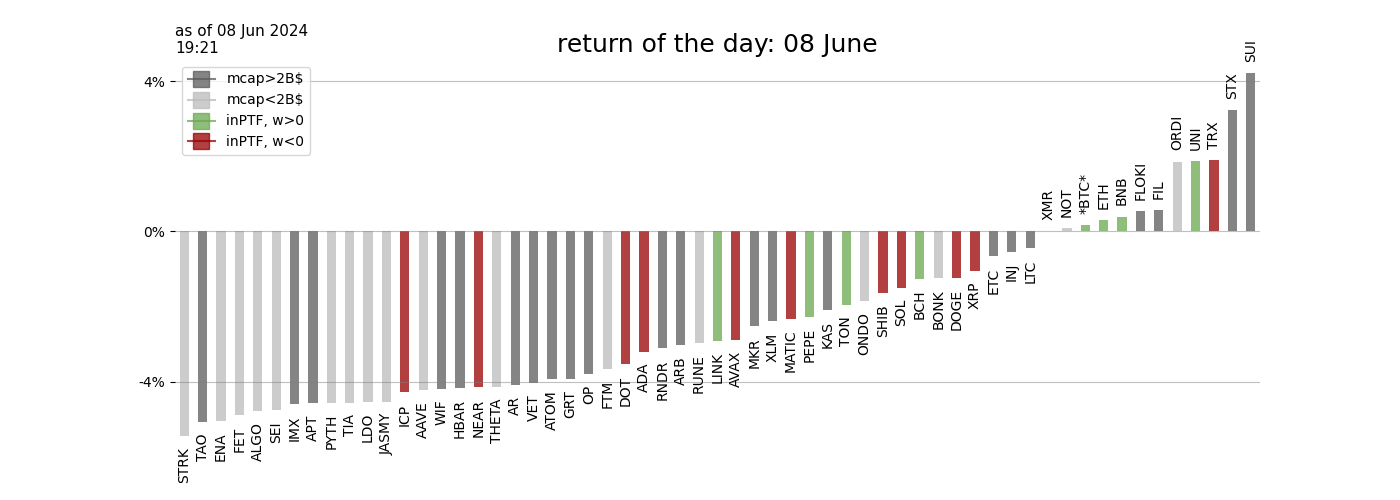 as of 08 Jun 2024
19:21
return of the day: 08 June
mcap>2B$
mcap<2B$
inPTF, w>0
inPTF, w<0
4%
0%
-4%
STRK
TAO
ENA
FET
ALGO
SEI
IMX
APT
PYTH
TIA
LDO
JASMY
ICP
AAVE
WIF
HBAR
NEAR
THETA
AR
VET
ATOM
GRT
OP
FTM
DOT
ADA
RNDR
ARB
RUNE
LINK
AVAX
MKR
XLM
MATIC
PEPE
KAS
TON
ONDO
SHIB
SOL
BCH
BONK
DOGE
XRP
ETC
INJ
LTC
XMR
NOT
*BTC*
ETH
BNB
FLOKI
FIL
ORDI
UNI
TRX
STX
SUI